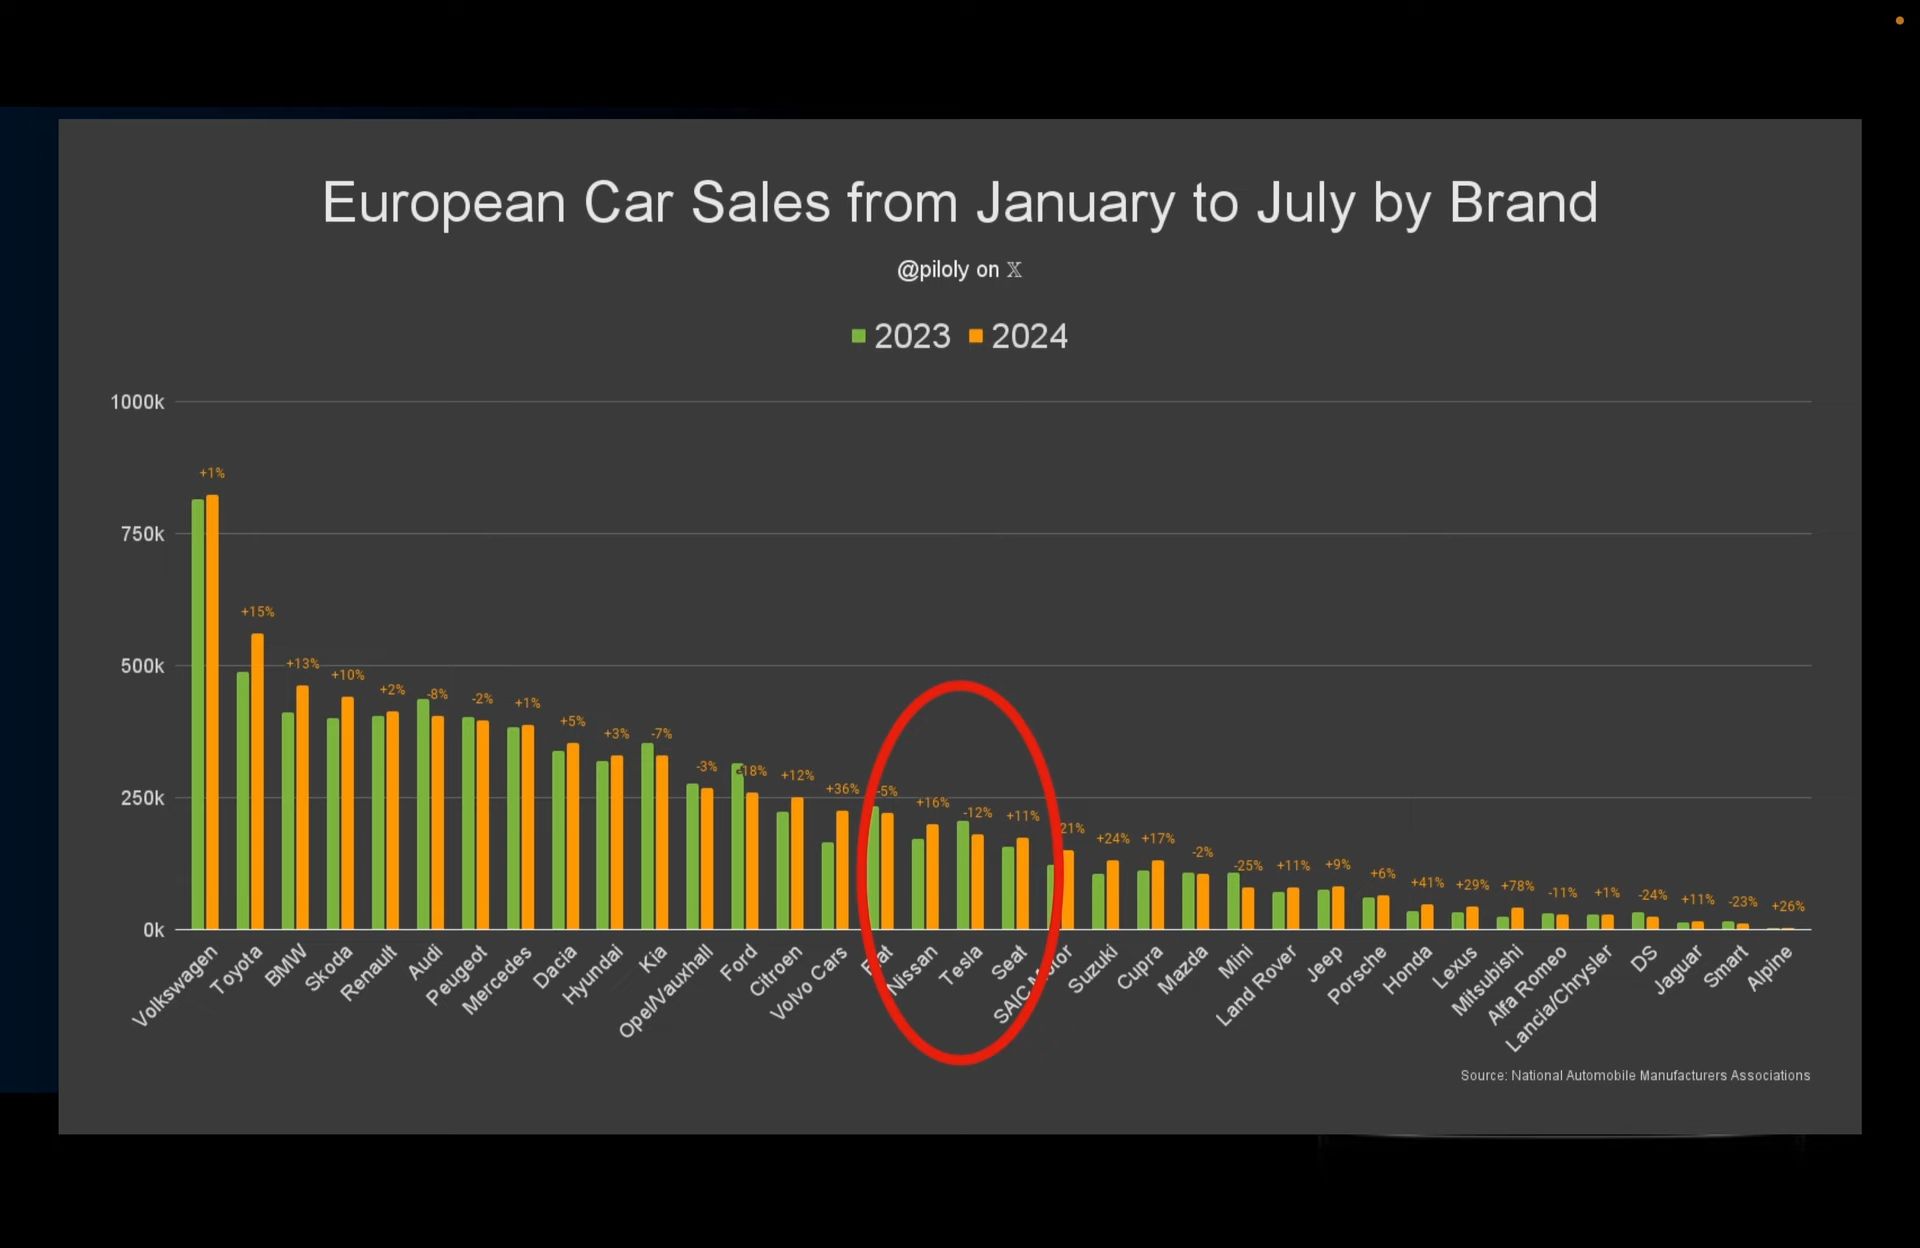 European Car Sales from January to July by Brand
@piloly on 𝕏
2023 2024
1000k
750k
500k
250k
0k
+1%
+15%
+13%
+10%
+2%
-8%
-2%
+1%
+5%
+3%
-7%
-3%
-18%
+12%
+36%
-5%
+16%
-12%
+11%
21%
+24%
+17%
-2%
-25%
+11%
+9%
+6%
+41%
+29%
+78%
-11%
+1%
-24%
+11%
-23%
+26%
Volkswagen
Toyota
BMW
Skoda
Renault
Audi
Peugeot
Mercedes
Dacia
Hyundai
Kia
Opel/Vauxhall
Ford
Citroen
Volvo Cars
Fiat
Nissan
Tesla
Seat
SAIC Motor
Suzuki
Cupra
Mazda
Mini
Land Rover
Jeep
Porsche
Honda
Lexus
Mitsubishi
Alfa Romeo
Lancia/Chrysler
DS
Jaguar
Smart
Alpine
Source: National Automobile Manufacturers Associations